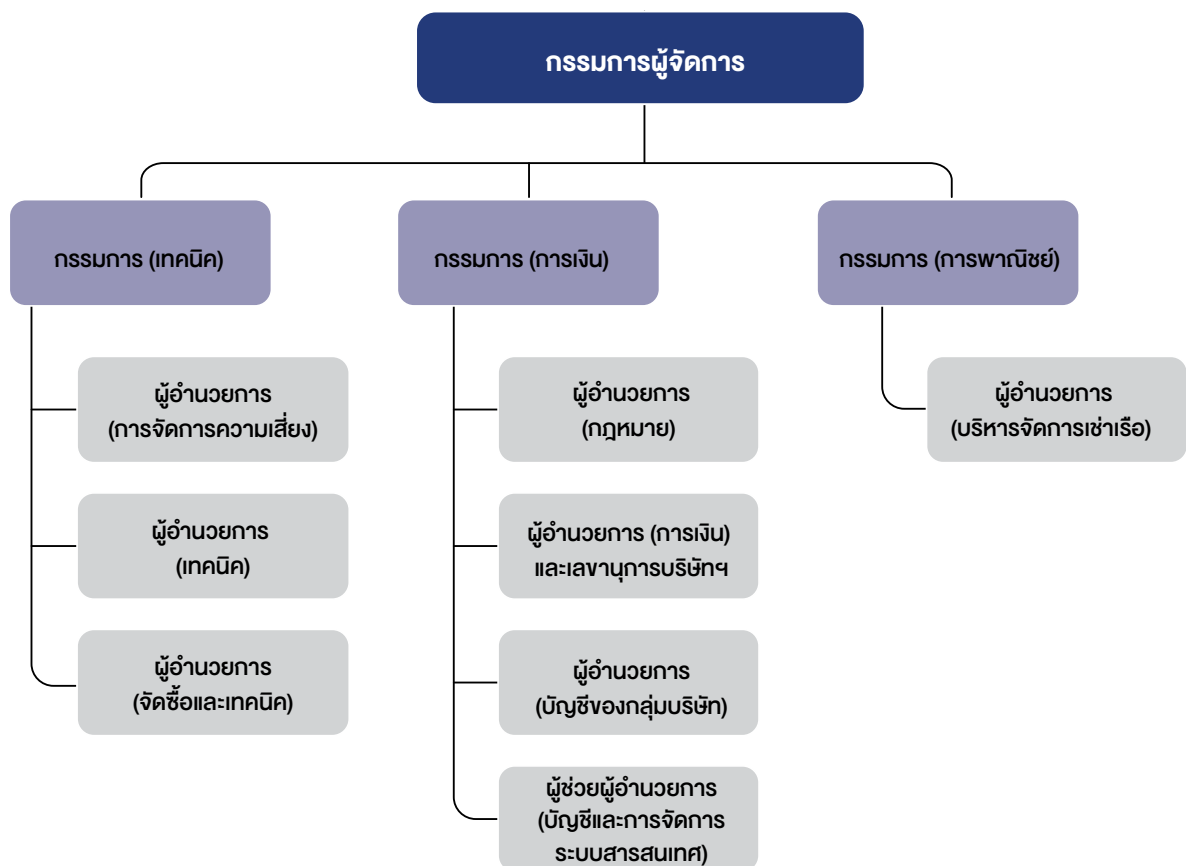 กรรมการผู้จัดการ
กรรมการ (เทคนิค)
กรรมการ (การเงิน)
กรรมการ (การพาณิชย์)
ผู้อำนวยการ
(การจัดการความเสี่ยง)
ผู้อำนวยการ
(เทคนิค)
ผู้อำนวยการ
(จัดซื้อและเทคนิค)
ผู้อำนวยการ
(กฎหมาย)
ผู้อำนวยการ (การเงิน)
และเลขานุการบริษัทฯ
ผู้อำนวยการ
(บัญชีของกลุ่มบริษัท)
ผู้ช่วยผู้อำนวยการ
(บัญชีและการจัดการ
ระบบสารสนเทศ)
ผู้อำนวยการ
(บริหารจัดการเช่าเรือ)